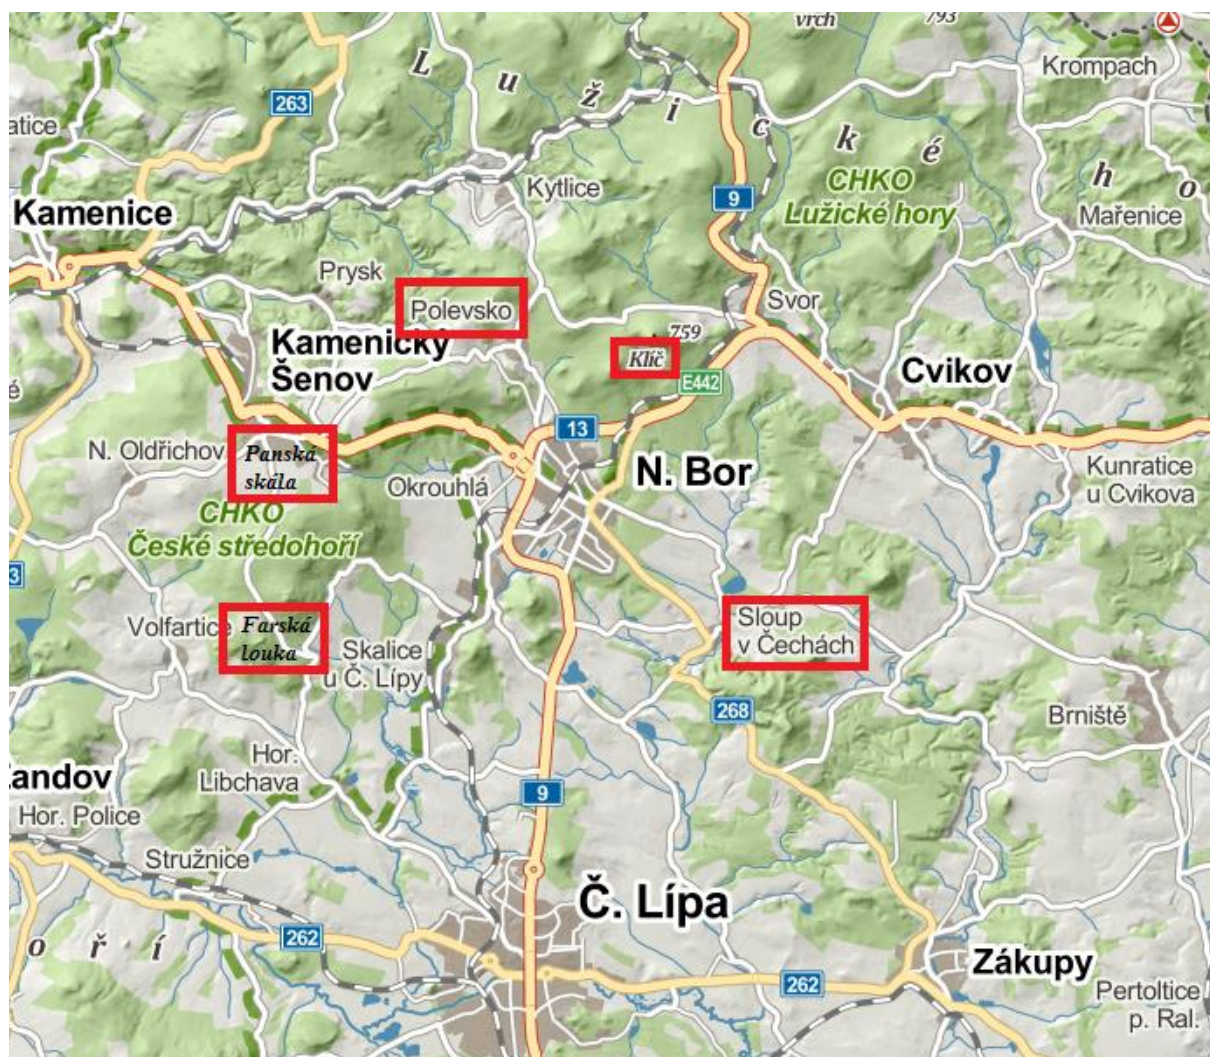 vrch
793
Krompach
L u ž i c k é h o
263
atice
Kytlice
CHKO
Lužické hory
9
Mařenice
Kamenice
Prysk
Polevsko
Svor
759
Klíč
Kamenický
Šenov
E442
Cvikov
é
13
N. Oldřichov
Panská
skála
N. Bor
Kunratice
u Cvikova
Okrouhlá
CHKO
České středohoří
3
Volfartice
Farská
louka
Sloup
v Čechách
Skalice
u Č. Lípy
268
Brniště
Hor.
Libchava
andov
9
Hor. Police
Stružnice
Č. Lípa
262
o ř í
Zákupy
262
Pertoltice
p. Ral.